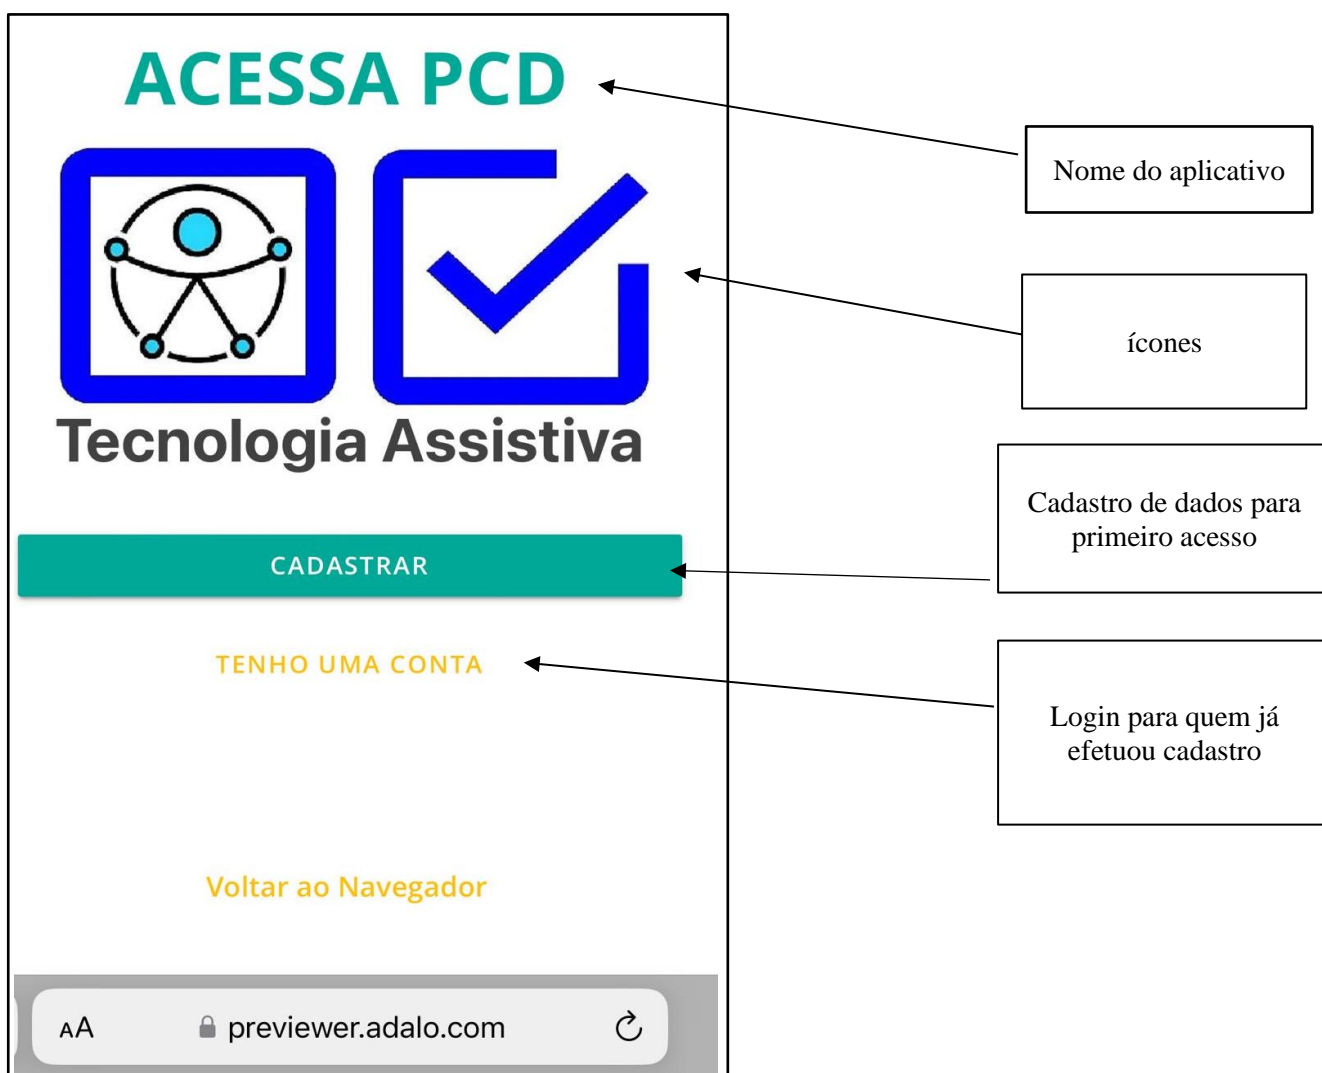 ACESSA PCD
Tecnologia Assistiva
CADASTRAR
TENHO UMA CONTA
Voltar ao Navegador
AA
previewer.adalo.com
Nome do aplicativo
ícones
Cadastro de dados para
primeiro acesso
Login para quem já
efetuou cadastro